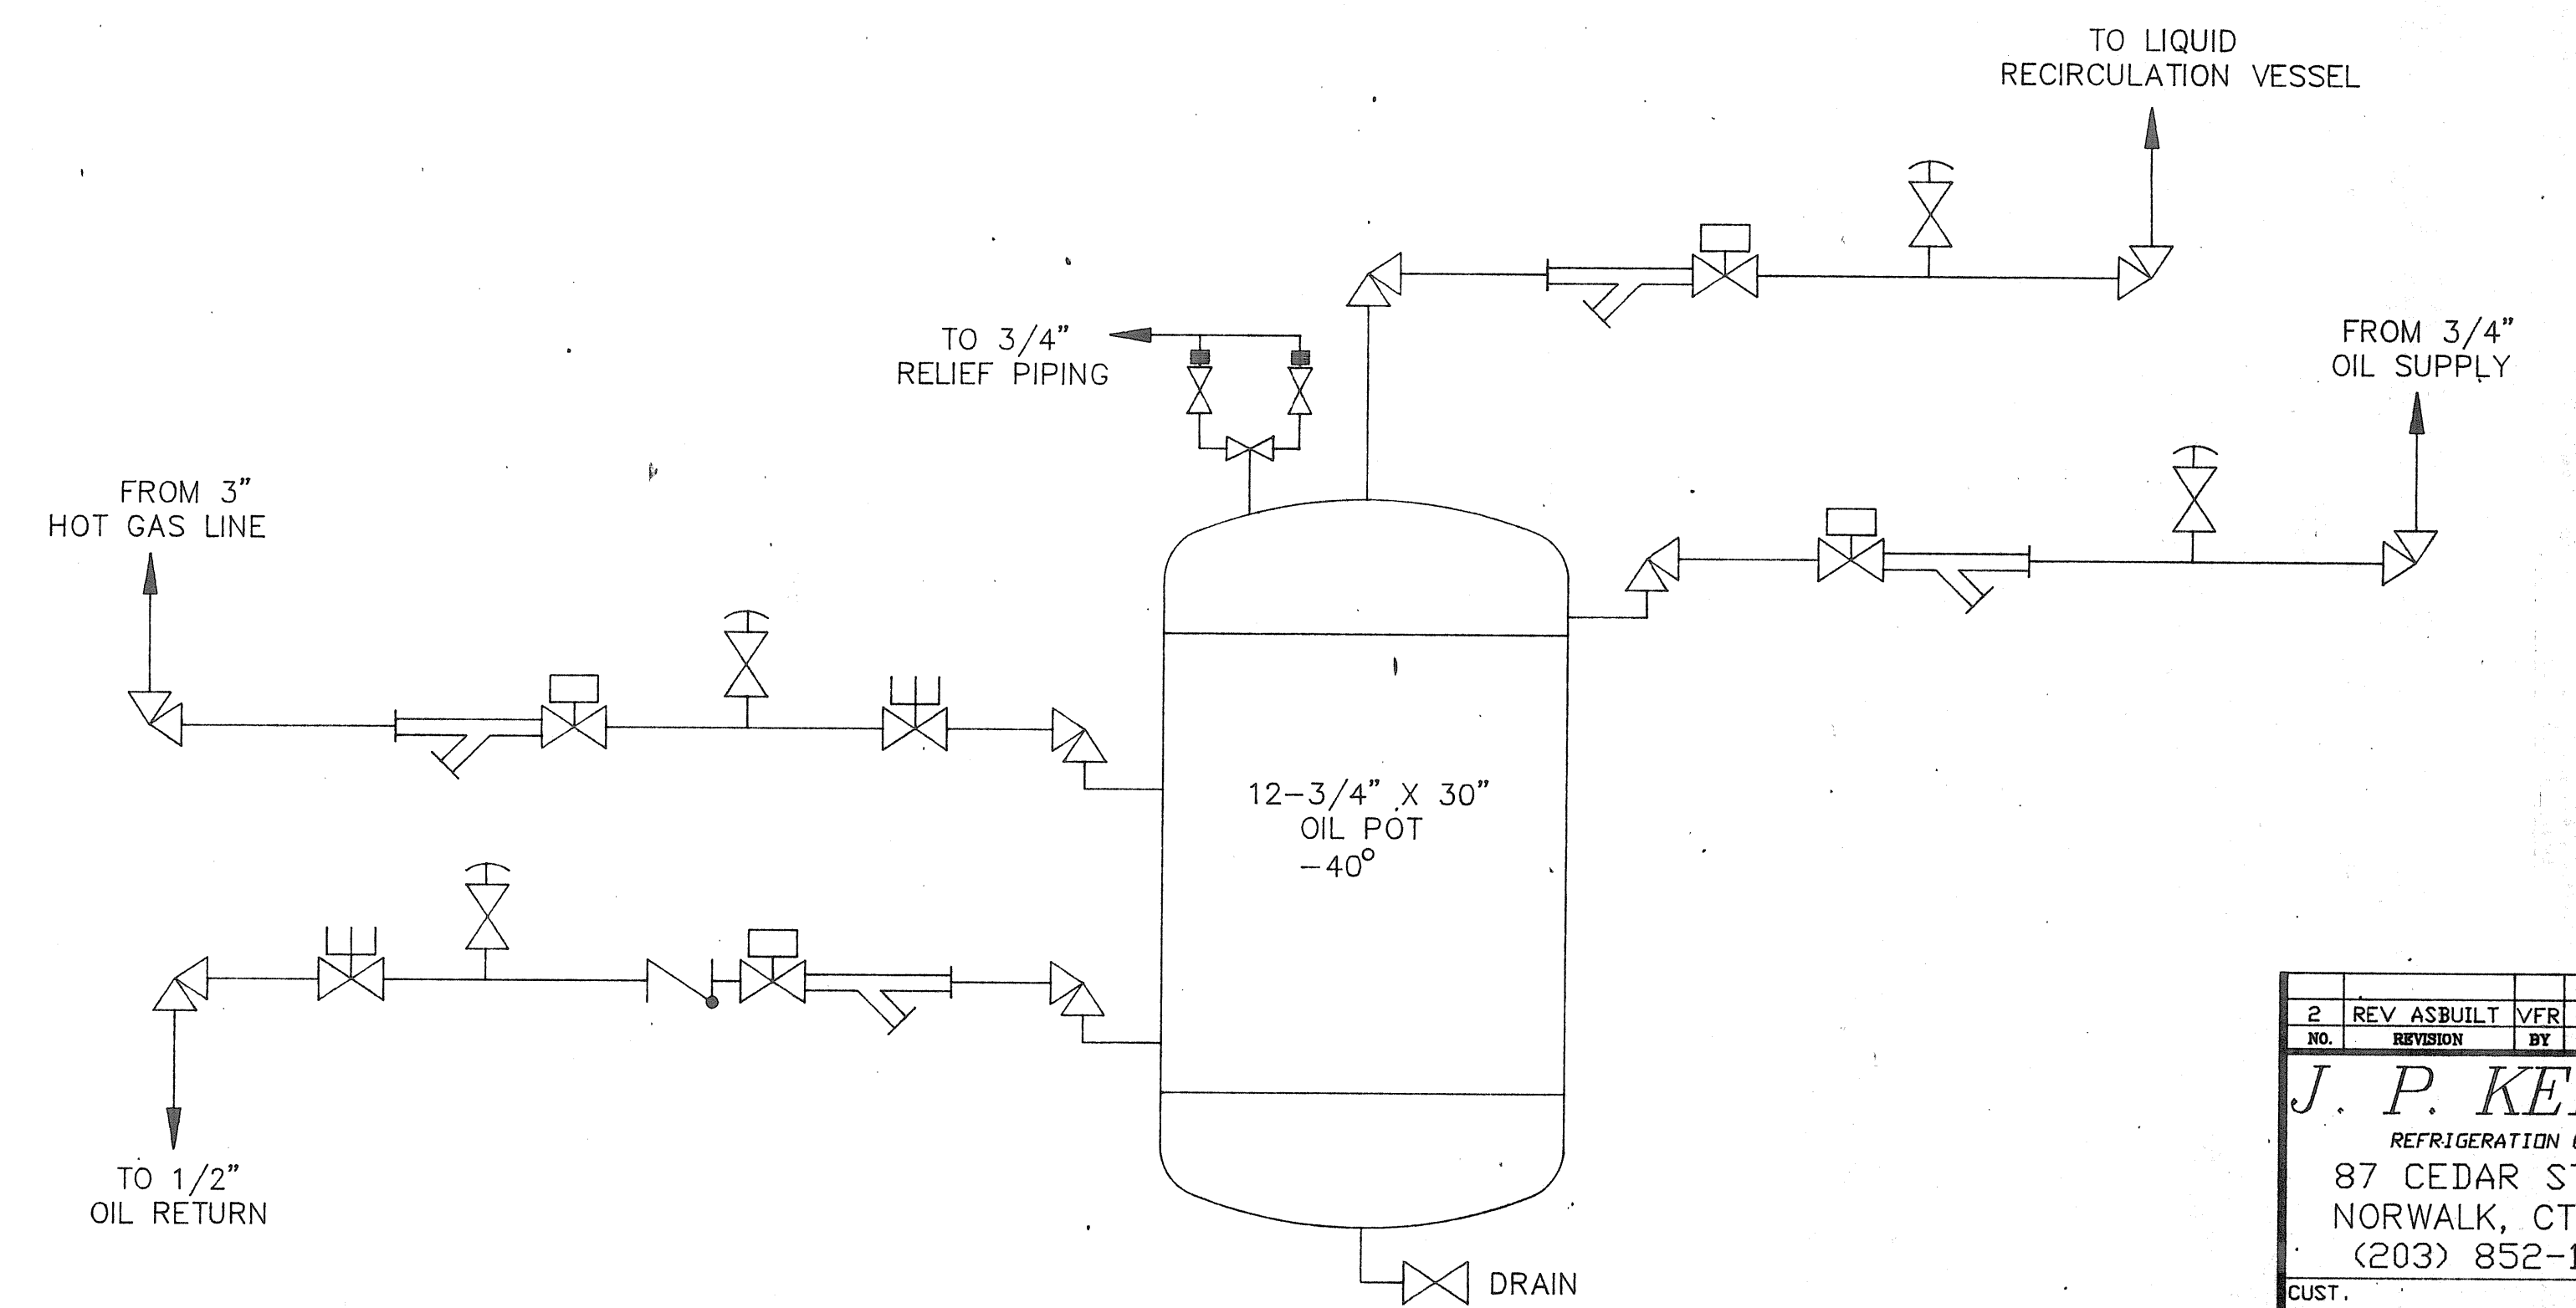 TO LIQUID
RECIRCULATION VESSEL
FROM 3/4"
OIL SUPPLY
TO 3/4"
RELIEF PIPING
FROM 3"
HOT GAS LINE
12-3/4" X 30"
OIL POT
-40°
TO 1/2"
OIL RETURN
DRAIN
2 REV ASBUILT VFR
NO. REVISION BY
J. P.
REFRIGERATION
87 CEDAR
NORWALK, CT
(203) 852-1
CUST.